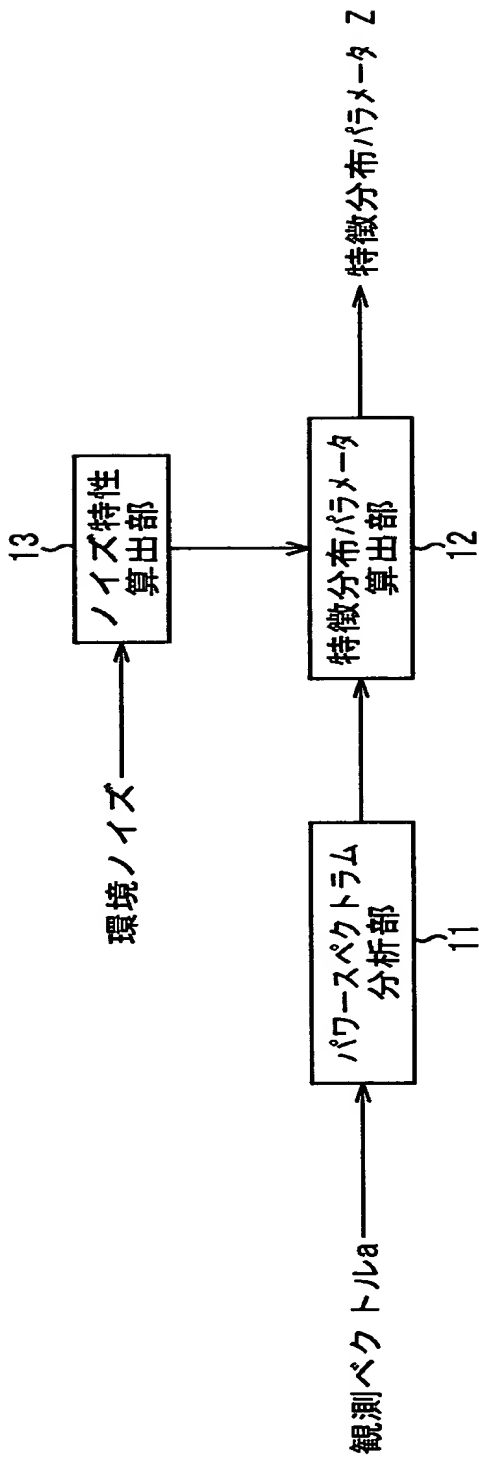 13
ノイズ特性
算出部
環境ノイズ
観測ベクトルa
パワースペクトラム
分析部
11
特徴分布パラメータ
算出部
12
特徴分布パラメータ Z